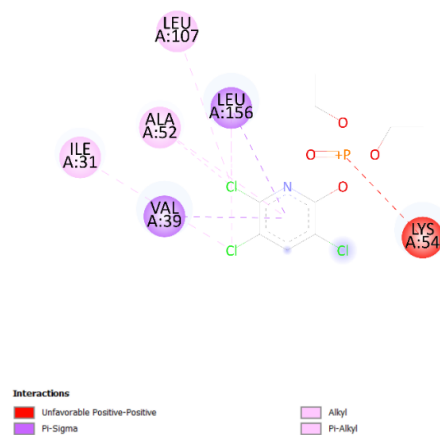 LEU
A:107
LEU
A:156
ALA
A:52
ILE
A:31
VAL
A:39
O
O
+P
O
Cl
N
O
Cl
Cl
LYS
A:54
Interactions
Unfavorable Positive-Positive
Alkyl
Pi-Sigma
Pi-Alkyl